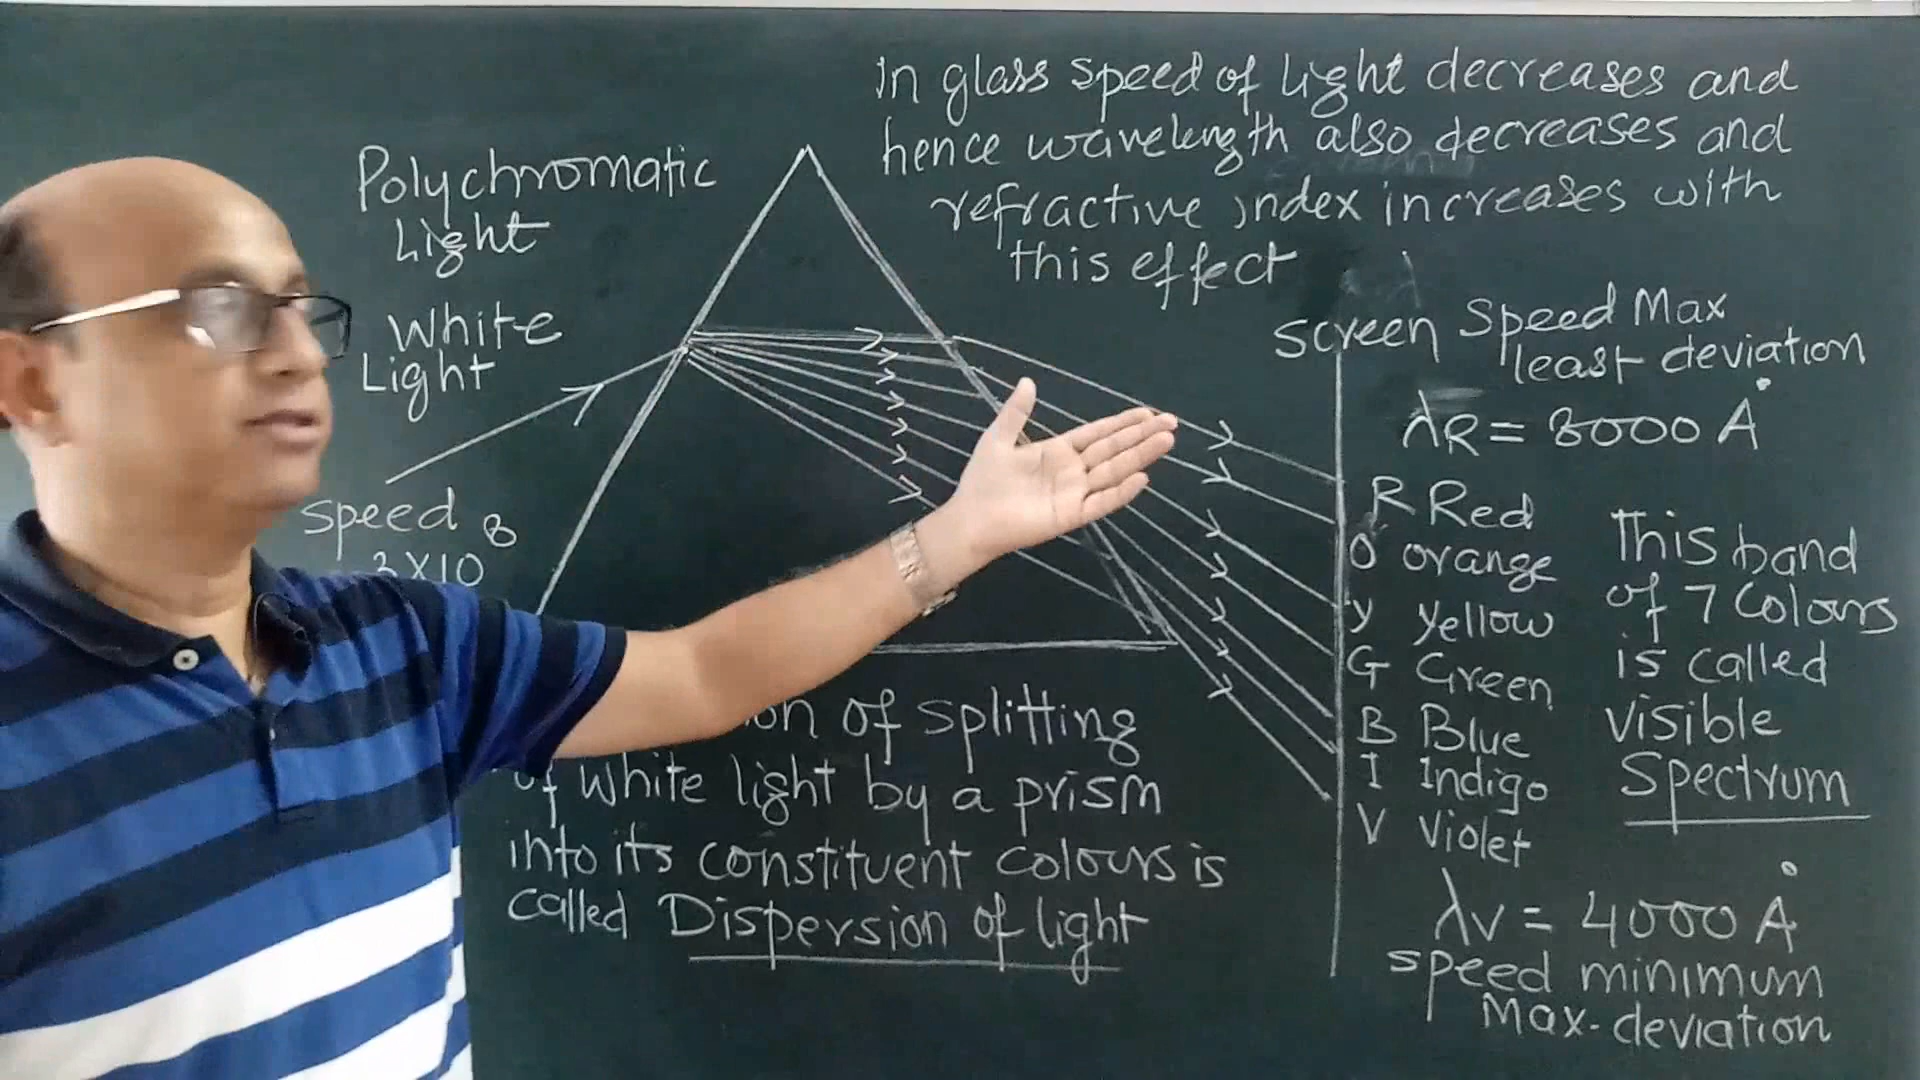 in glass speed of light decreases and
hence wavelength also decreases and
refractive index increases with
this effect
Polychromatic
Light
White
Light
speed
3X10⁸
Screen
Speed Max
least deviation
λR = 8000 Å
R Red
O orange
Y Yellow
G Green
B Blue
I Indigo
V Violet
This band
of 7 Colours
is called
visible
Spectrum
λV = 4000 Å
speed minimum
Max. deviation
of splitting
of white light by a prism
into its constituent colours is
called Dispersion of light